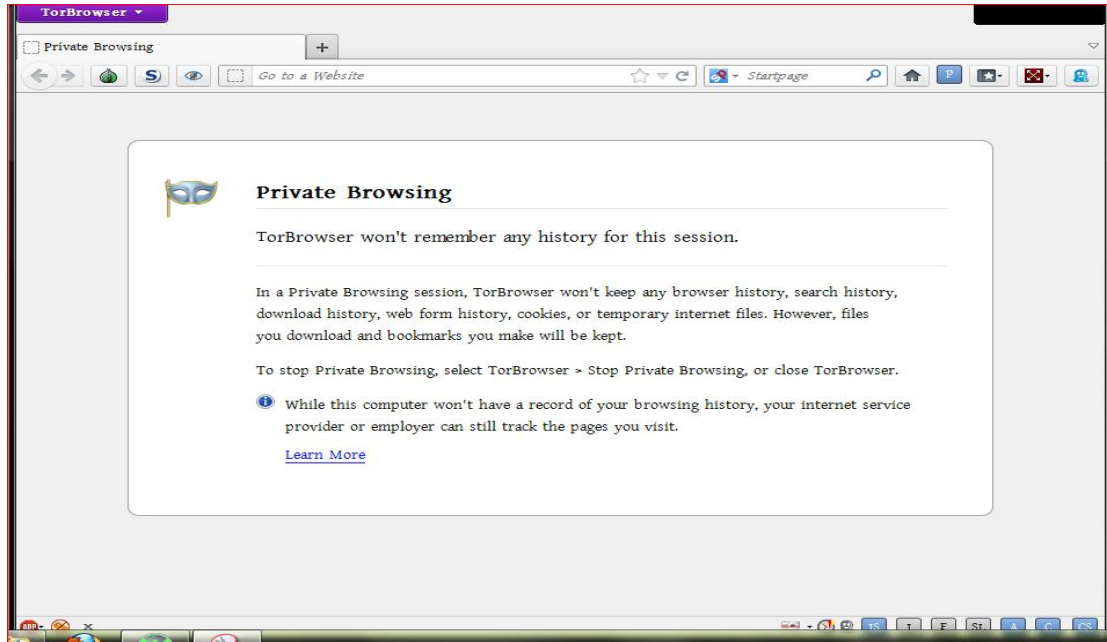 TorBrowser
Private Browsing
Go to a Website
Startpage
P
Private Browsing
TorBrowser won't remember any history for this session.
In a Private Browsing session, TorBrowser won't keep any browser history, search history,
download history, web form history, cookies, or temporary internet files. However, files
you download and bookmarks you make will be kept.
To stop Private Browsing, select TorBrowser > Stop Private Browsing, or close TorBrowser.
While this computer won't have a record of your browsing history, your internet service
provider or employer can still track the pages you visit.
Learn More
ABP IS I F SI A C CS